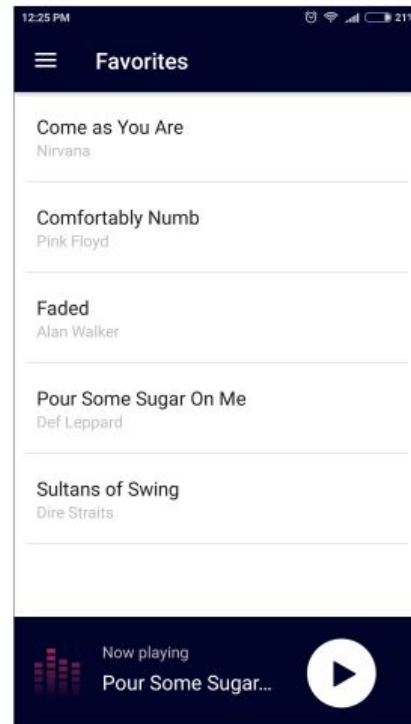 12:25 PM 21%
Favorites
Come as You Are
Nirvana
Comfortably Numb
Pink Floyd
Faded
Alan Walker
Pour Some Sugar On Me
Def Leppard
Sultans of Swing
Dire Straits
Now playing
Pour Some Sugar...